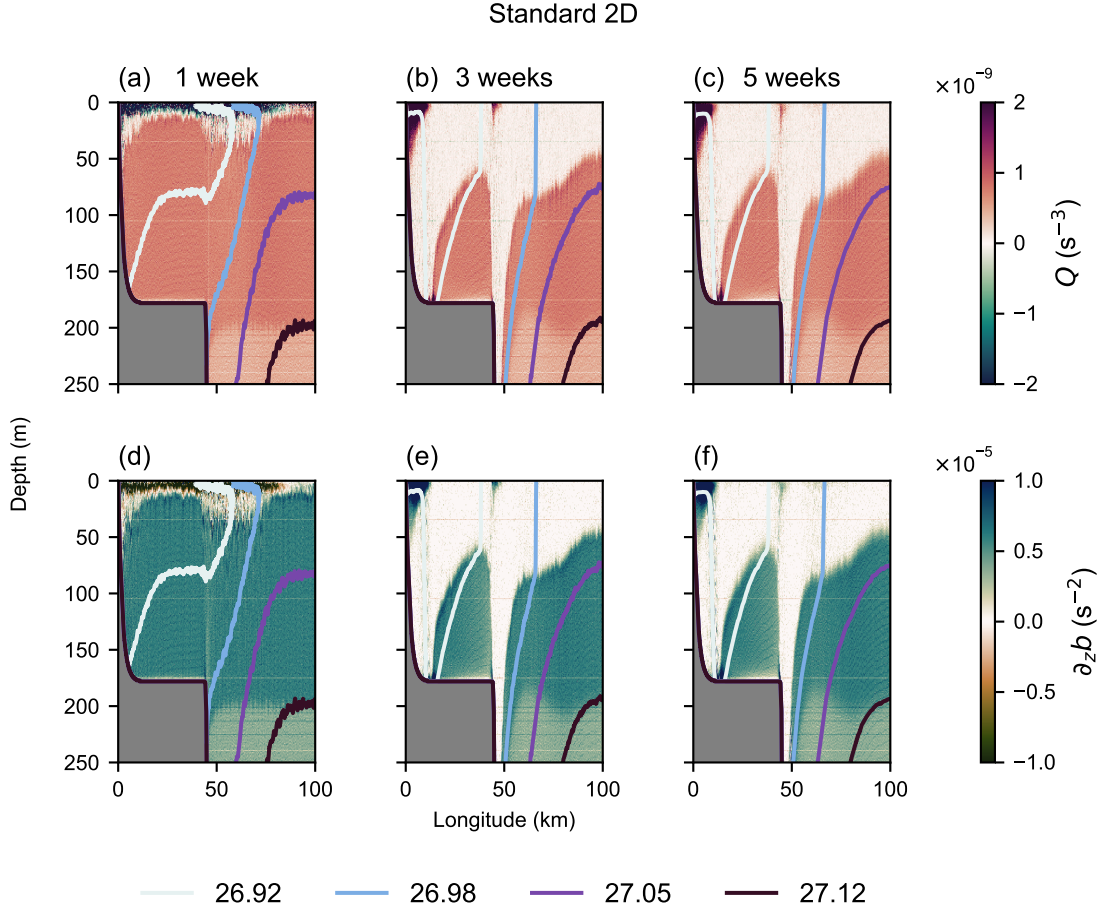 Standard 2D
(a) 1 week
(b) 3 weeks
(c) 5 weeks
×10⁻⁹
0
50
100
150
200
250
2
1
0
−1
−2
Q (s⁻³)
Depth (m)
(d)
(e)
(f)
×10⁻⁵
0
50
100
150
200
250
1.0
0.5
0.0
−0.5
−1.0
∂zb (s⁻²)
0 50 100
0 50 100
0 50 100
Longitude (km)
26.92 26.98 27.05 27.12